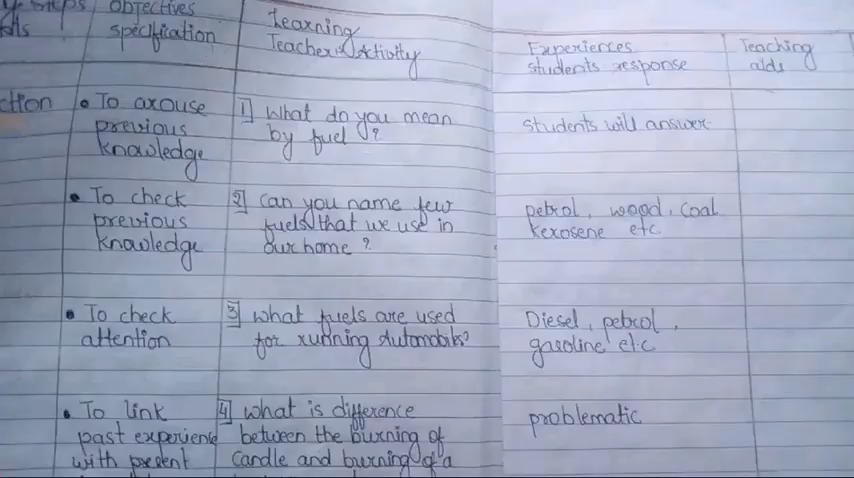 steps objectives Learning
specification Teacher's Activity
Experiences Teaching
students response aids
ction • To arouse 1] What do you mean students will answer.
previous by fuel ?
knowledge
• To check 2] Can you name few petrol, wood, coal
previous fuels that we use in kerosene etc
knowledge our home ?
• To check 3] what fuels are used Diesel, petrol,
attention for running Automobiles? gasoline etc
• To link 4] what is difference problematic
past experience between the burning of
with present candle and burning of a